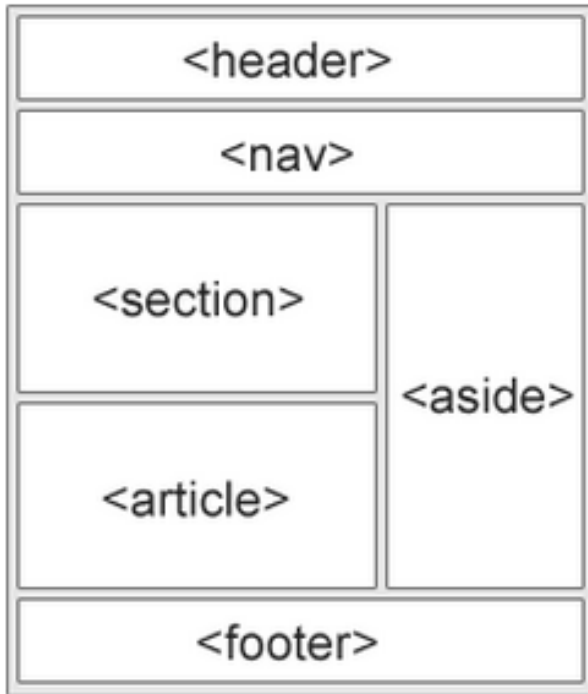 <header>
<nav>
<section>
<aside>
<article>
<footer>